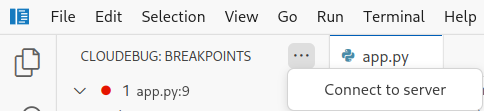 File Edit Selection View Go Run Terminal Help
CLOUDEBUG: BREAKPOINTS ··· app.py
1 app.py:9 Connect to server